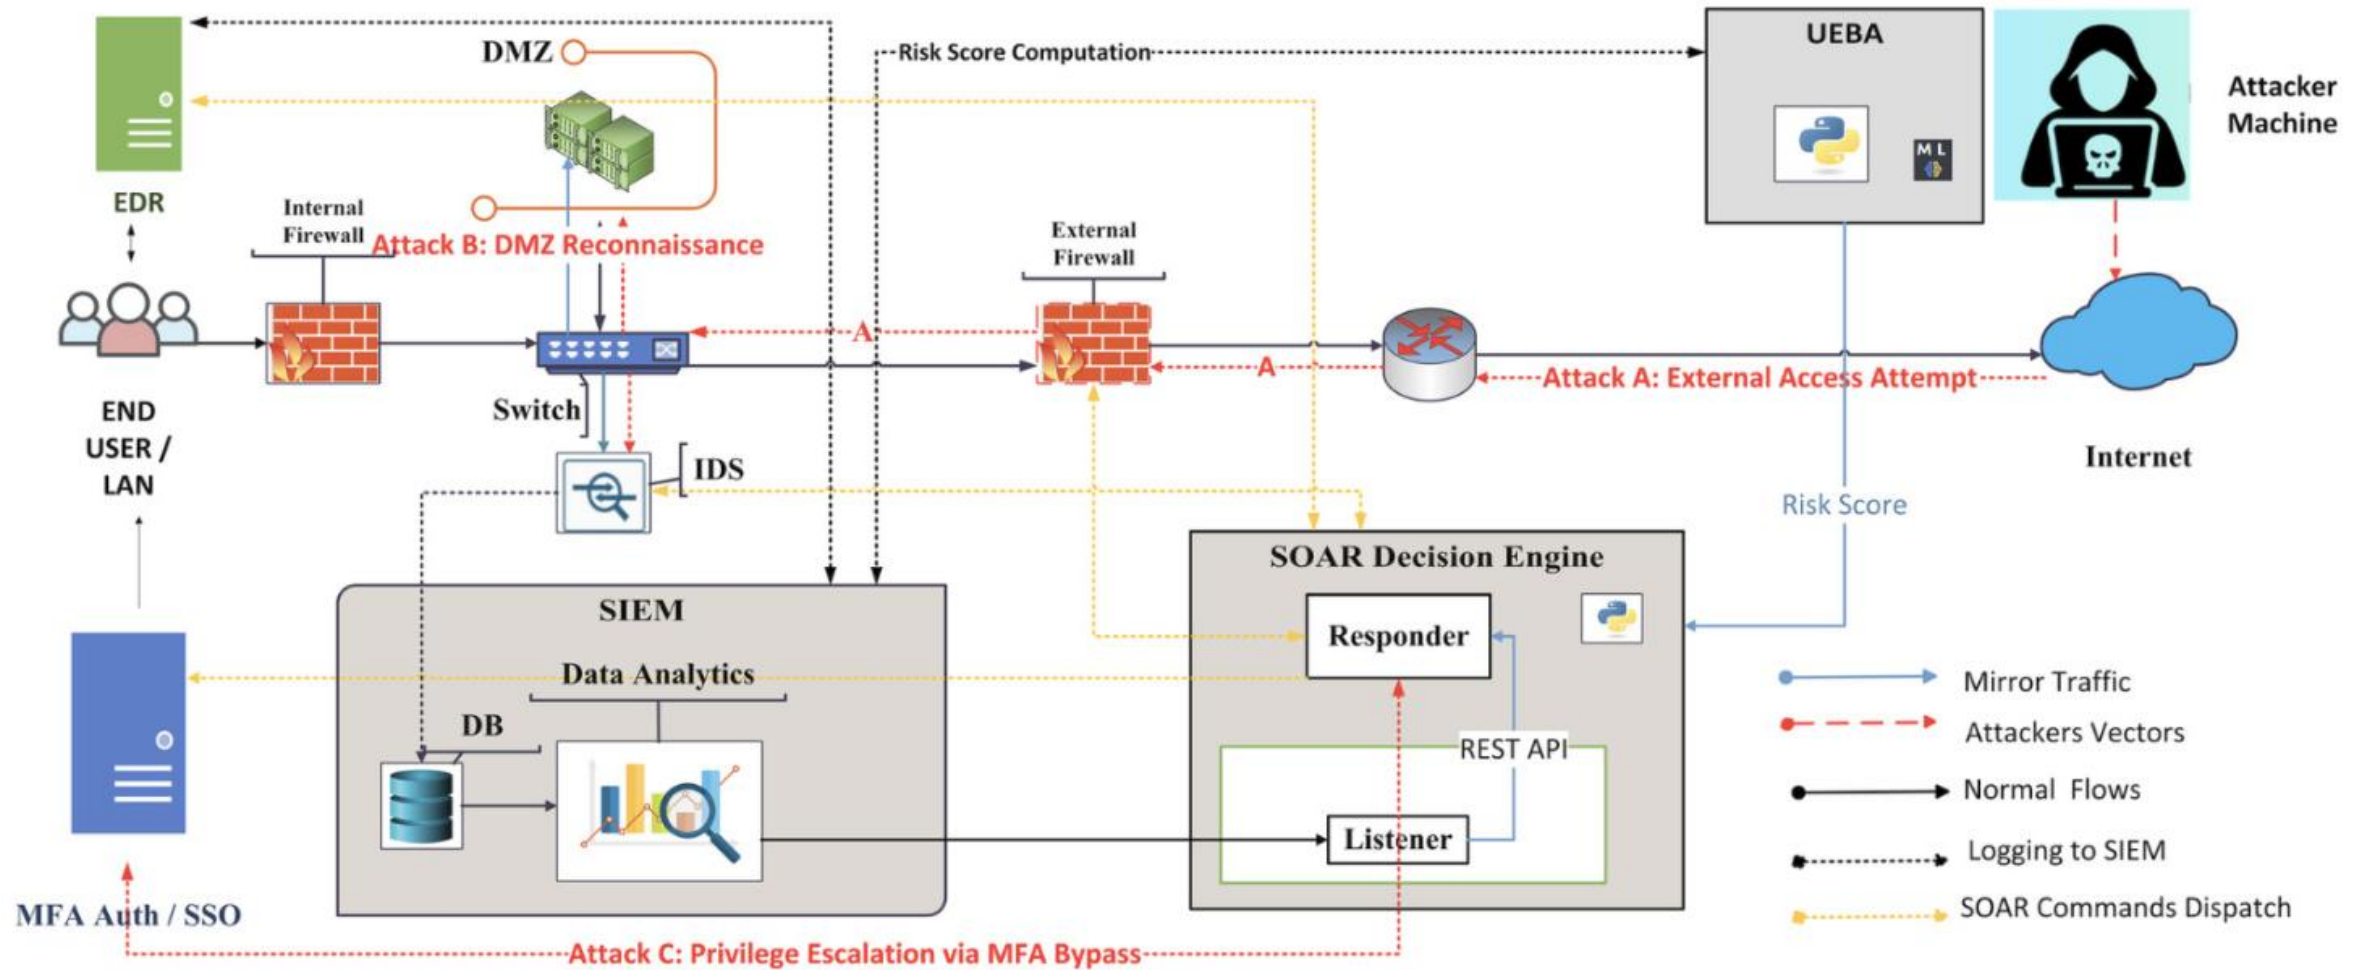 DMZ
Risk Score Computation
UEBA
M L
Attacker
Machine
EDR
Internal
Firewall
Attack B: DMZ Reconnaissance
External
Firewall
A
A
Attack A: External Access Attempt
END
USER /
LAN
Switch
IDS
Internet
Risk Score
SOAR Decision Engine
SIEM
Responder
Data Analytics
DB
REST API
Listener
MFA Auth / SSO
Attack C: Privilege Escalation via MFA Bypass
Mirror Traffic
Attackers Vectors
Normal Flows
Logging to SIEM
SOAR Commands Dispatch